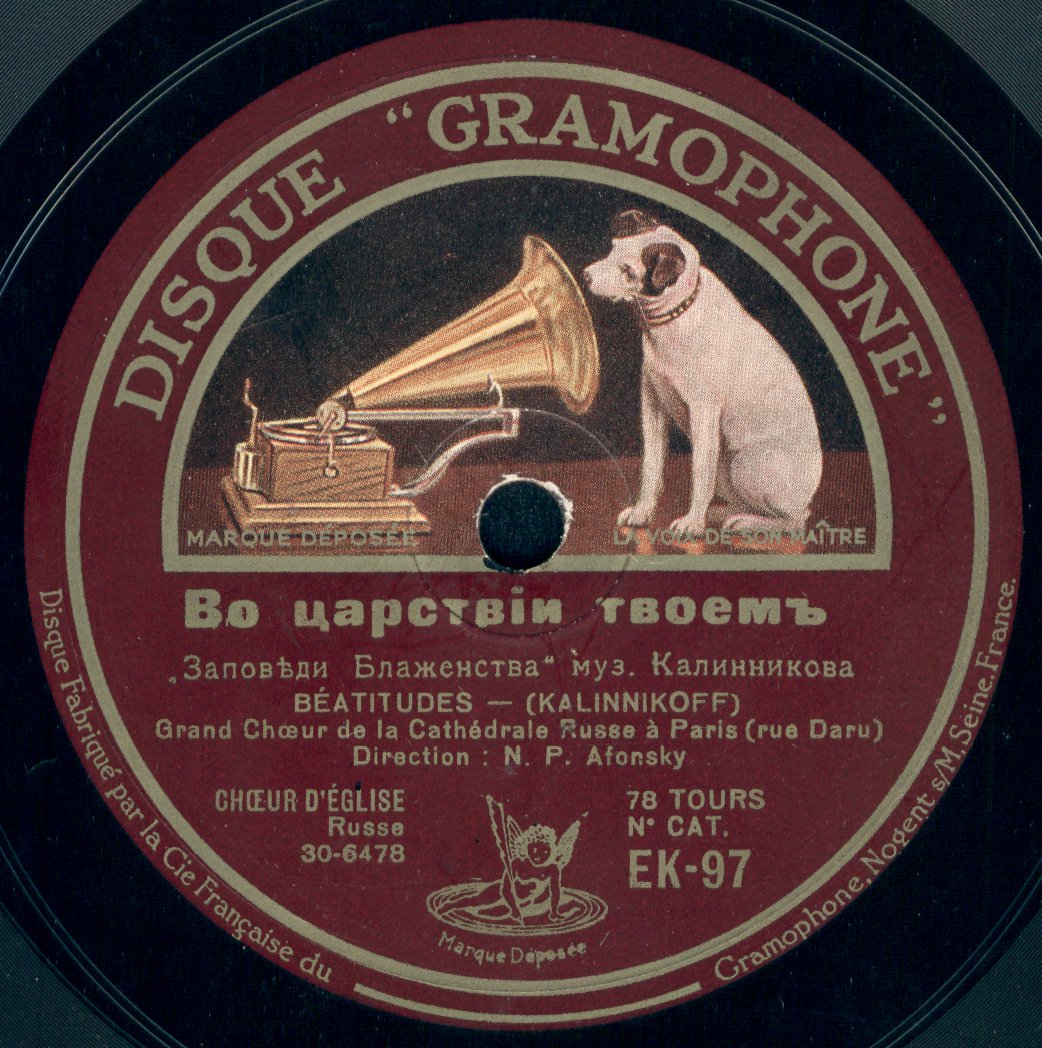 DISQUE "GRAMOPHONE"
MARQUE DÉPOSÉE
LA VOIX DE SON MAÎTRE
Во царствiи твоемъ
„Заповѣди Блаженства“ муз. Калинникова
BÉATITUDES — (KALINNIKOFF)
Grand Chœur de la Cathédrale Russe à Paris (rue Daru)
Direction : N. P. Afonsky
CHŒUR D'ÉGLISE
Russe
30-6478
78 TOURS
N° CAT.
EK-97
Marque Déposée
Disque Fabriqué par la Cie Française du Gramophone, Nogent s/M. Seine. France.